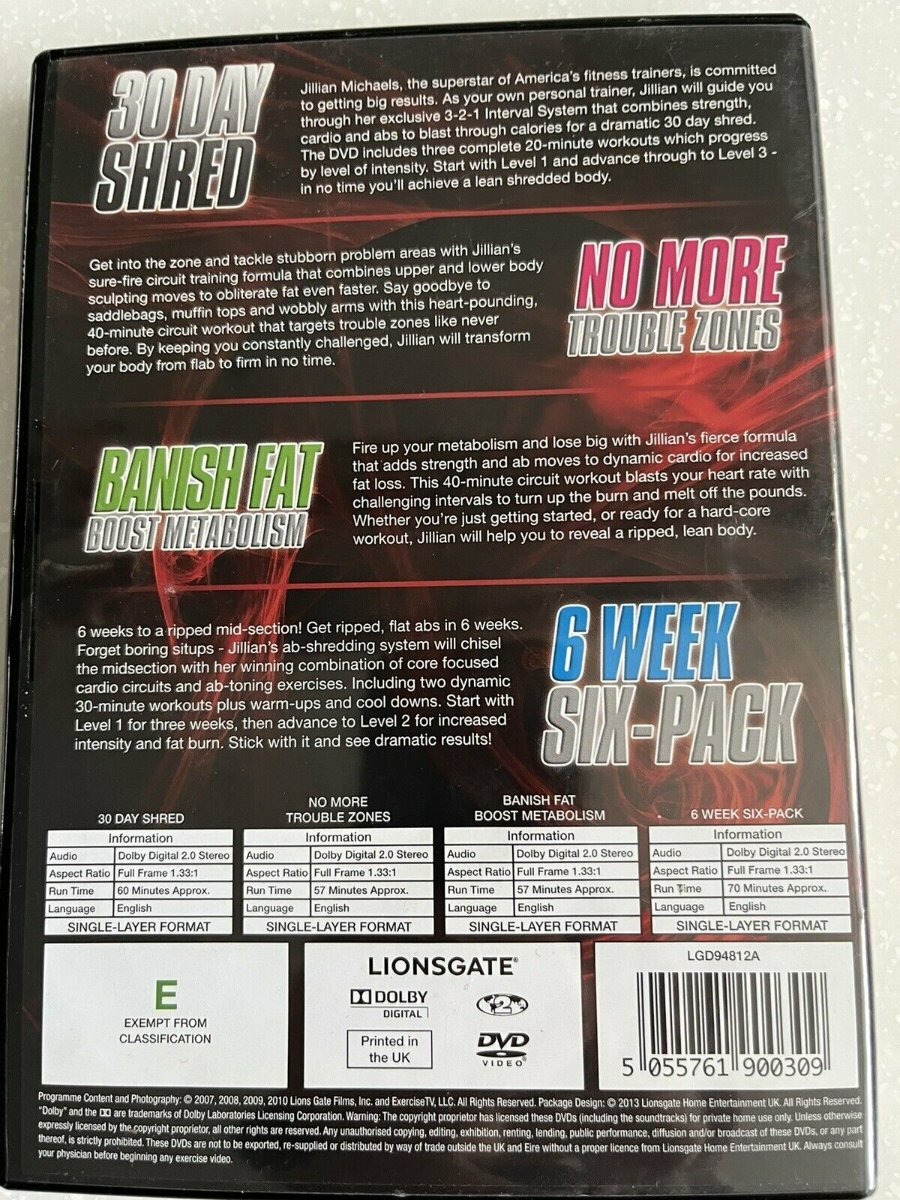 30 DAY
SHRED
Jillian Michaels, the superstar of America's fitness trainers, is committed
to getting big results. As your own personal trainer, Jillian will guide you
through her exclusive 3-2-1 Interval System that combines strength,
cardio and abs to blast through calories for a dramatic 30 day shred.
The DVD includes three complete 20-minute workouts which progress
by level of intensity. Start with Level 1 and advance through to Level 3 -
in no time you'll achieve a lean shredded body.
Get into the zone and tackle stubborn problem areas with Jillian's
sure-fire circuit training formula that combines upper and lower body
sculpting moves to obliterate fat even faster. Say goodbye to
saddlebags, muffin tops and wobbly arms with this heart-pounding,
40-minute circuit workout that targets trouble zones like never
before. By keeping you constantly challenged, Jillian will transform
your body from flab to firm in no time.
NO MORE
TROUBLE ZONES
BANISH FAT
BOOST METABOLISM
Fire up your metabolism and lose big with Jillian's fierce formula
that adds strength and ab moves to dynamic cardio for increased
fat loss. This 40-minute circuit workout blasts your heart rate with
challenging intervals to turn up the burn and melt off the pounds.
Whether you're just getting started, or ready for a hard-core
workout, Jillian will help you to reveal a ripped, lean body.
6 weeks to a ripped mid-section! Get ripped, flat abs in 6 weeks.
Forget boring situps - Jillian's ab-shredding system will chisel
the midsection with her winning combination of core focused
cardio circuits and ab-toning exercises. Including two dynamic
30-minute workouts plus warm-ups and cool downs. Start with
Level 1 for three weeks, then advance to Level 2 for increased
intensity and fat burn. Stick with it and see dramatic results!
6 WEEK
SIX-PACK
30 DAY SHRED
Information
Audio Dolby Digital 2.0 Stereo
Aspect Ratio Full Frame 1.33:1
Run Time 60 Minutes Approx.
Language English
SINGLE-LAYER FORMAT
NO MORE
TROUBLE ZONES
Information
Audio Dolby Digital 2.0 Stereo
Aspect Ratio Full Frame 1.33:1
Run Time 57 Minutes Approx.
Language English
SINGLE-LAYER FORMAT
BANISH FAT
BOOST METABOLISM
Information
Audio Dolby Digital 2.0 Stereo
Aspect Ratio Full Frame 1.33:1
Run Time 57 Minutes Approx.
Language English
SINGLE-LAYER FORMAT
6 WEEK SIX-PACK
Information
Audio Dolby Digital 2.0 Stereo
Aspect Ratio Full Frame 1.33:1
Run Time 70 Minutes Approx.
Language English
SINGLE-LAYER FORMAT
E
EXEMPT FROM
CLASSIFICATION
LIONSGATE®
DOLBY
DIGITAL
2
Printed in
the UK
DVD
VIDEO
LGD94812A
5 055761 900309
Programme Content and Photography: © 2007, 2008, 2009, 2010 Lions Gate Films, Inc. and ExerciseTV, LLC. All Rights Reserved. Package Design: © 2013 Lionsgate Home Entertainment UK. All Rights Reserved.
"Dolby" and the DD are trademarks of Dolby Laboratories Licensing Corporation. Warning: The copyright proprietor has licensed these DVDs (including the soundtracks) for private home use only. Unless otherwise
expressly licensed by the copyright proprietor, all other rights are reserved. Any unauthorised copying, editing, exhibition, renting, lending, public performance, diffusion and/or broadcast of these DVDs, or any part
thereof, is strictly prohibited. These DVDs are not to be exported, re-supplied or distributed by way of trade outside the UK and Eire without a proper licence from Lionsgate Home Entertainment UK. Always consult
your physician before beginning any exercise video.